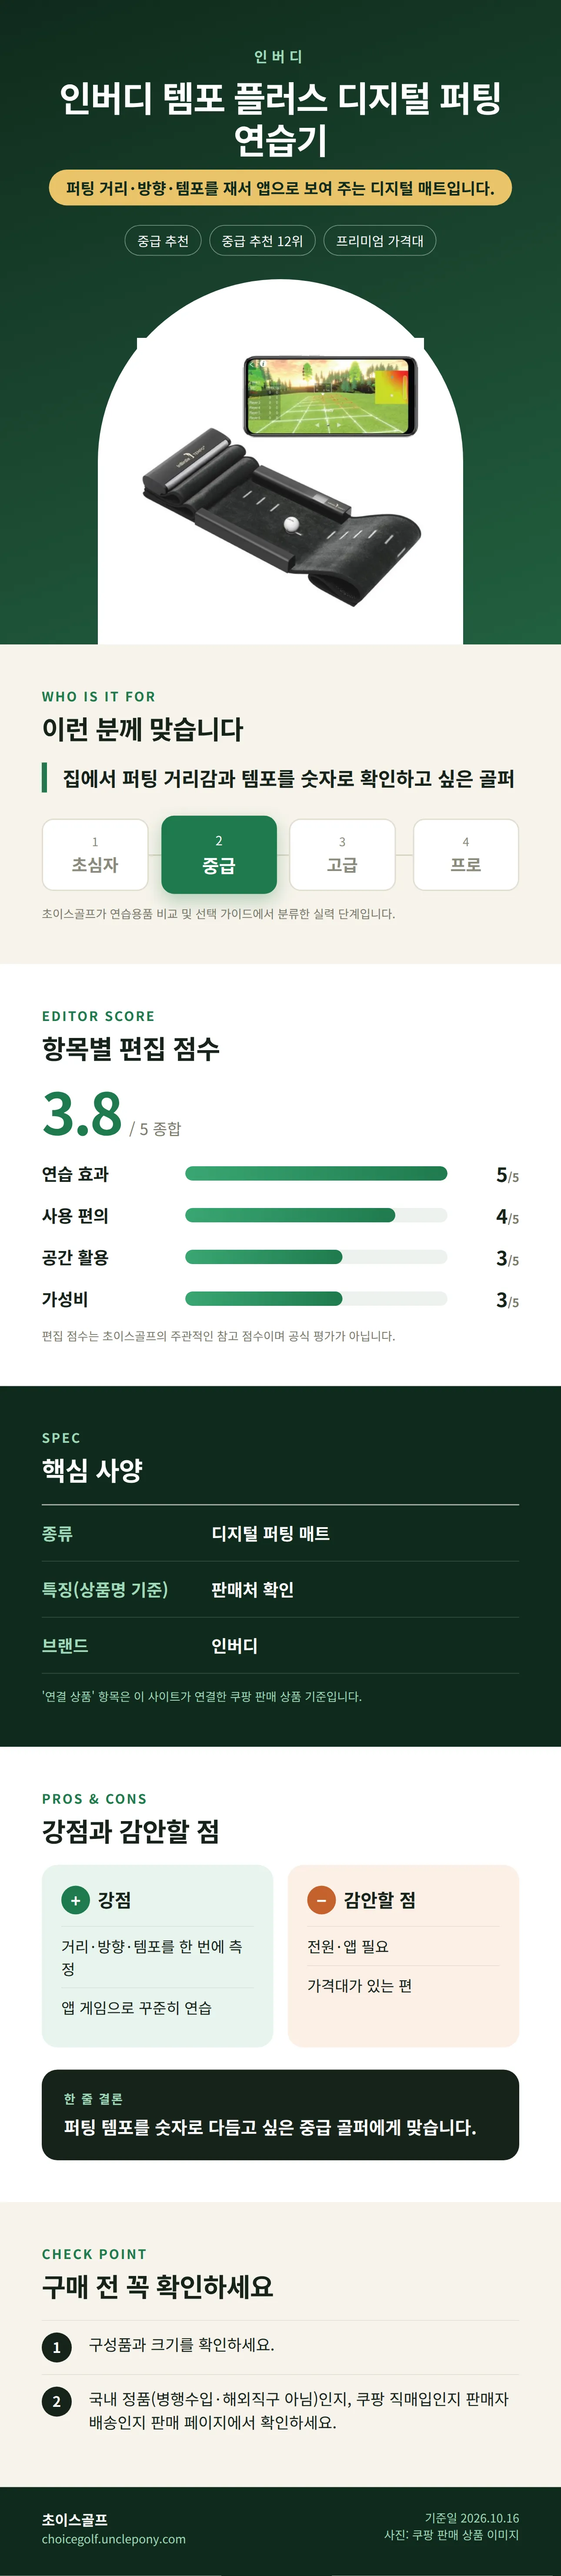 인버디
인버디 템포 플러스 디지털 퍼팅
연습기
퍼팅 거리·방향·템포를 재서 앱으로 보여 주는 디지털 매트입니다.
중급 추천
중급 추천 12위
프리미엄 가격대
WHO IS IT FOR
이런 분께 맞습니다
집에서 퍼팅 거리감과 템포를 숫자로 확인하고 싶은 골퍼
1
초심자
2
중급
3
고급
4
프로
초이스골프가 연습용품 비교 및 선택 가이드에서 분류한 실력 단계입니다.
EDITOR SCORE
항목별 편집 점수
3.8 / 5 종합
연습 효과 5/5
사용 편의 4/5
공간 활용 3/5
가성비 3/5
편집 점수는 초이스골프의 주관적인 참고 점수이며 공식 평가가 아닙니다.
SPEC
핵심 사양
종류 디지털 퍼팅 매트
특징(상품명 기준) 판매처 확인
브랜드 인버디
'연결 상품' 항목은 이 사이트가 연결한 쿠팡 판매 상품 기준입니다.
PROS & CONS
강점과 감안할 점
+ 강점
거리·방향·템포를 한 번에 측
정
앱 게임으로 꾸준히 연습
− 감안할 점
전원·앱 필요
가격대가 있는 편
한 줄 결론
퍼팅 템포를 숫자로 다듬고 싶은 중급 골퍼에게 맞습니다.
CHECK POINT
구매 전 꼭 확인하세요
1 구성품과 크기를 확인하세요.
2 국내 정품(병행수입·해외직구 아님)인지, 쿠팡 직매입인지 판매자
배송인지 판매 페이지에서 확인하세요.
초이스골프
choicegolf.unclepony.com
기준일 2026.10.16
사진: 쿠팡 판매 상품 이미지